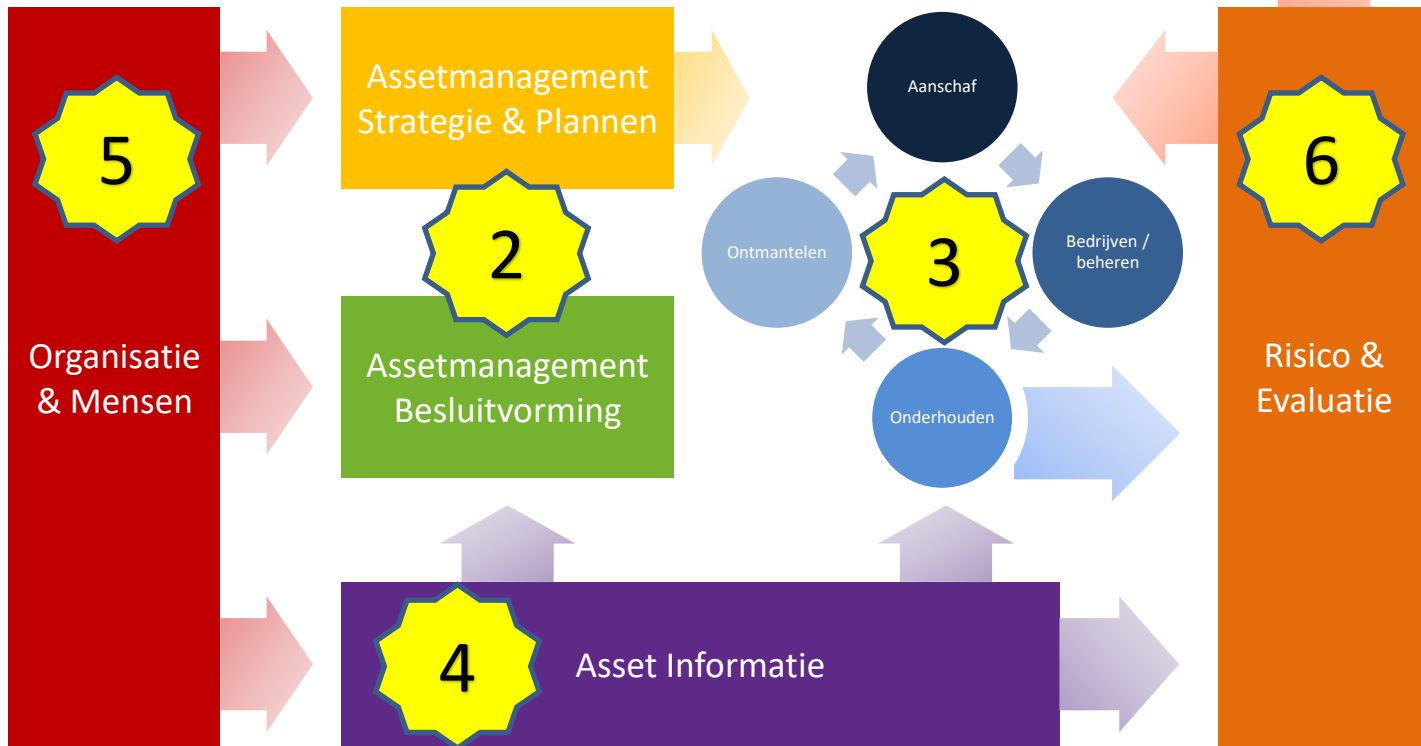 5
Organisatie
& Mensen
Assetmanagement
Strategie & Plannen
2
Assetmanagement
Besluitvorming
Aanschaf
Ontmantelen
3
Bedrijven /
beheren
Onderhouden
4
Asset Informatie
6
Risico &
Evaluatie